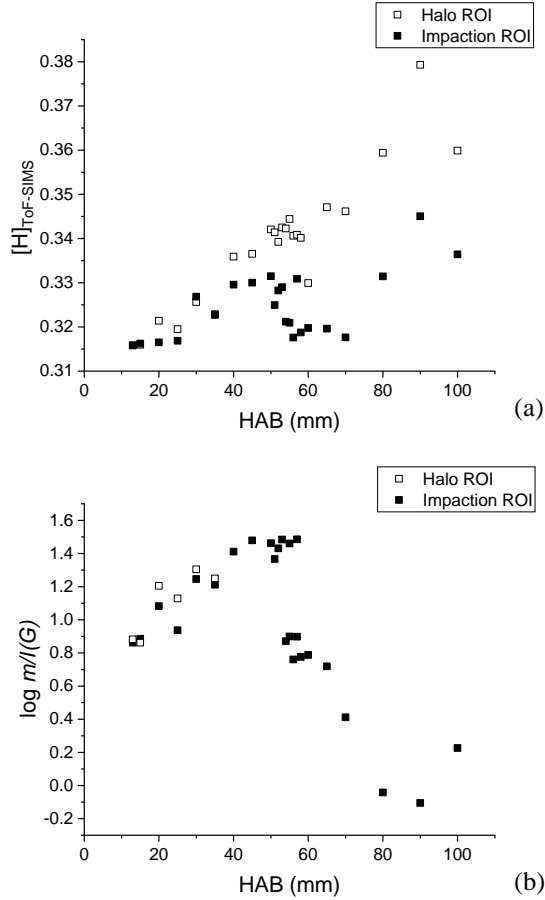 Halo ROI
Impaction ROI
0.38
0.37
0.36
0.35
0.34
0.33
0.32
0.31
[H]ToF-SIMS
0 20 40 60 80 100
HAB (mm)
(a)
Halo ROI
Impaction ROI
1.6
1.4
1.2
1.0
0.8
0.6
0.4
0.2
0.0
-0.2
log m/I(G)
0 20 40 60 80 100
HAB (mm)
(b)